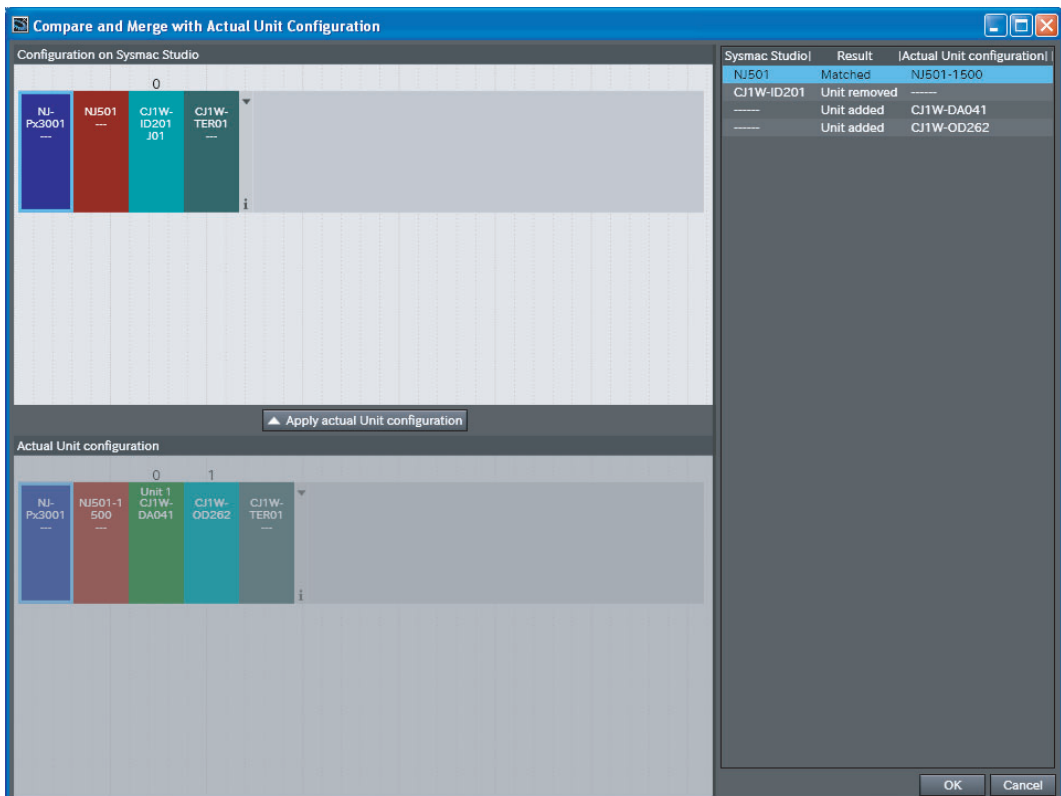 Compare and Merge with Actual Unit Configuration
Configuration on Sysmac Studio
0
NJ-
Px3001
---
NJ501
---
CJ1W-
ID201
J01
CJ1W-
TER01
---
i
Apply actual Unit configuration
Actual Unit configuration
0 1
NJ-
Px3001
---
NJ501-1
500
---
Unit 1
CJ1W-
DA041
CJ1W-
OD262
CJ1W-
TER01
---
i
Sysmac Studio| Result |Actual Unit configuration|
NJ501 Matched NJ501-1500
CJ1W-ID201 Unit removed ------
------ Unit added CJ1W-DA041
------ Unit added CJ1W-OD262
OK Cancel